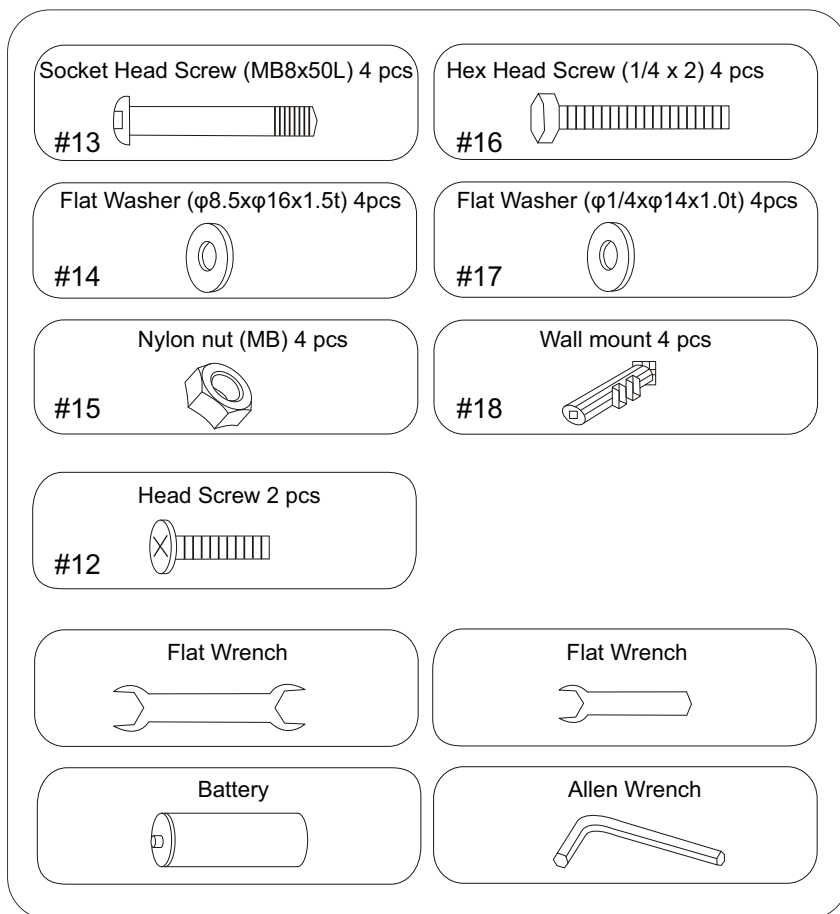 Socket Head Screw (MB8x50L) 4 pcs
#13
Hex Head Screw (1/4 x 2) 4 pcs
#16
Flat Washer (φ8.5xφ16x1.5t) 4pcs
#14
Flat Washer (φ1/4xφ14x1.0t) 4pcs
#17
Nylon nut (MB) 4 pcs
#15
Wall mount 4 pcs
#18
Head Screw 2 pcs
#12
Flat Wrench
Flat Wrench
Battery
Allen Wrench